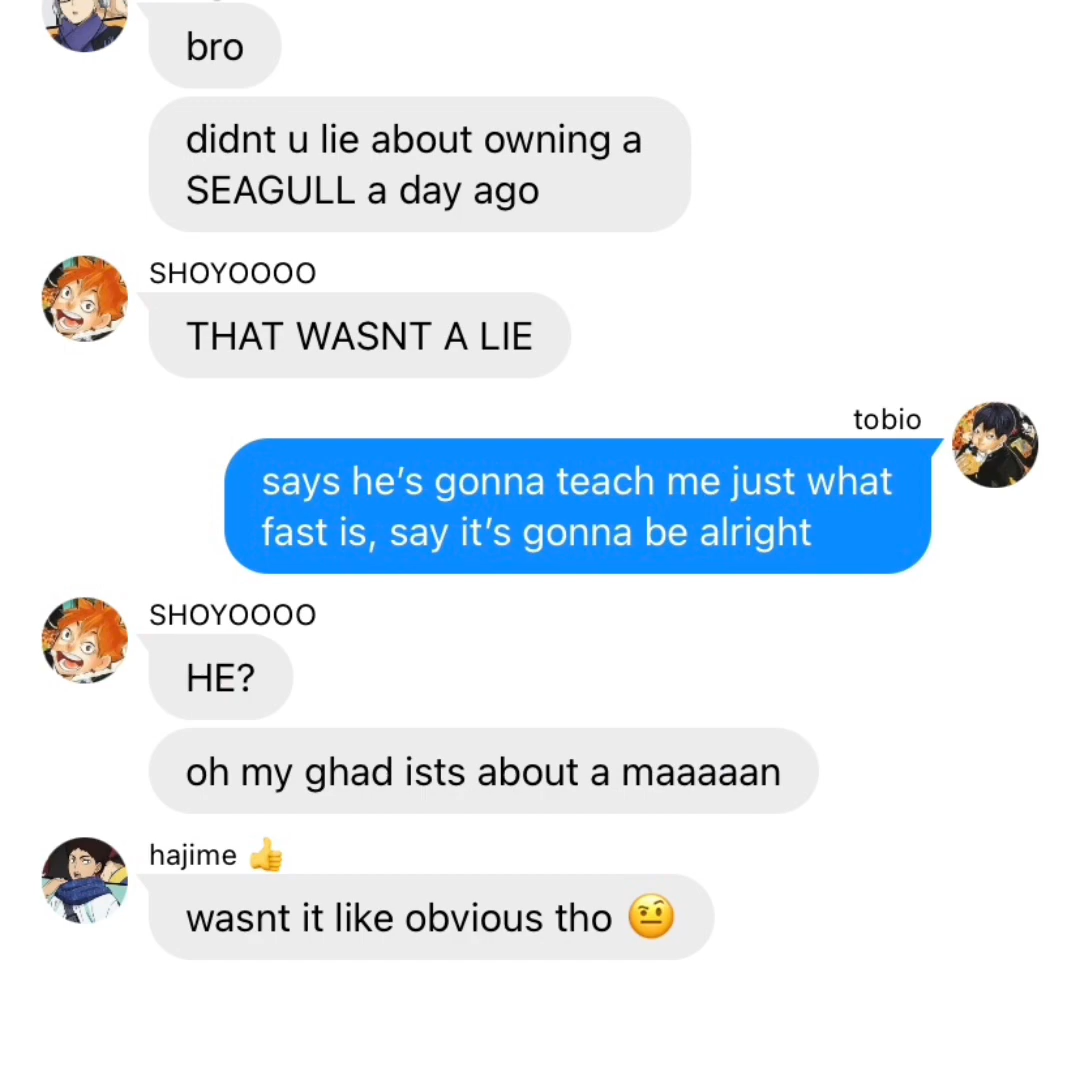 bro
didnt u lie about owning a
SEAGULL a day ago
SHOYOOOO
THAT WASNT A LIE
tobio
says he’s gonna teach me just what
fast is, say it’s gonna be alright
SHOYOOOO
HE?
oh my ghad ists about a maaaaan
hajime 👍
wasnt it like obvious tho 🤨